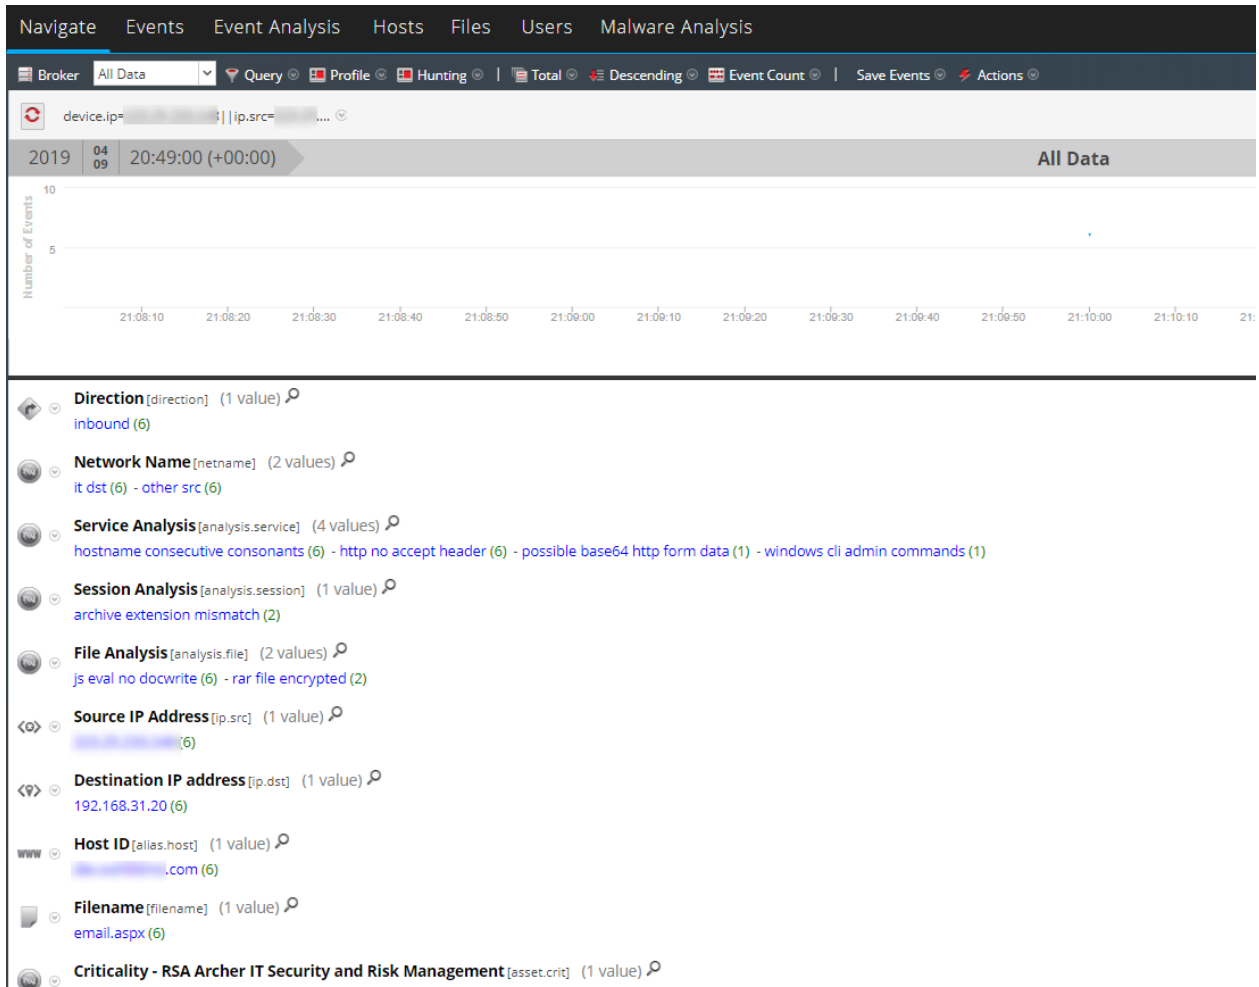 Navigate Events Event Analysis Hosts Files Users Malware Analysis
Broker All Data Query Profile Hunting | Total Descending Event Count | Save Events Actions
device.ip= ||ip.src= ....
2019 04 09 20:49:00 (+00:00) All Data
Number of Events
10
5
21:08:10 21:08:20 21:08:30 21:08:40 21:08:50 21:09:00 21:09:10 21:09:20 21:09:30 21:09:40 21:09:50 21:10:00 21:10:10 21:
Direction [direction] (1 value)
inbound (6)
Network Name [netname] (2 values)
it dst (6) - other src (6)
Service Analysis [analysis.service] (4 values)
hostname consecutive consonants (6) - http no accept header (6) - possible base64 http form data (1) - windows cli admin commands (1)
Session Analysis [analysis.session] (1 value)
archive extension mismatch (2)
File Analysis [analysis.file] (2 values)
js eval no docwrite (6) - rar file encrypted (2)
Source IP Address [ip.src] (1 value)
(6)
Destination IP address [ip.dst] (1 value)
192.168.31.20 (6)
www Host ID [alias.host] (1 value)
.com (6)
Filename [filename] (1 value)
email.aspx (6)
Criticality - RSA Archer IT Security and Risk Management [asset.crit] (1 value)